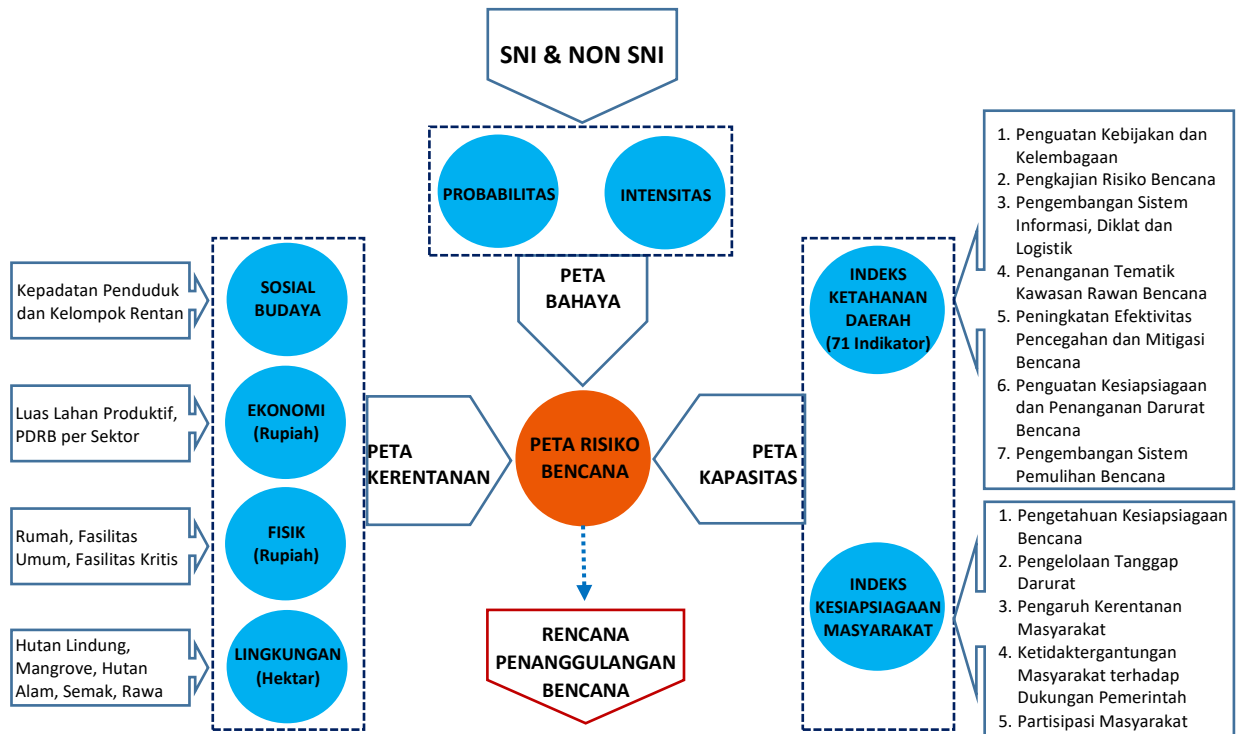 SNI & NON SNI
PROBABILITAS
INTENSITAS
PETA
BAHAYA
Kepadatan Penduduk
dan Kelompok Rentan
SOSIAL
BUDAYA
Luas Lahan Produktif,
PDRB per Sektor
EKONOMI
(Rupiah)
Rumah, Fasilitas
Umum, Fasilitas Kritis
FISIK
(Rupiah)
Hutan Lindung,
Mangrove, Hutan
Alam, Semak, Rawa
LINGKUNGAN
(Hektar)
PETA
KERENTANAN
PETA RISIKO
BENCANA
PETA
KAPASITAS
RENCANA
PENANGGULANGAN
BENCANA
INDEKS
KETAHANAN
DAERAH
(71 Indikator)
1. Penguatan Kebijakan dan
Kelembagaan
2. Pengkajian Risiko Bencana
3. Pengembangan Sistem
Informasi, Diklat dan
Logistik
4. Penanganan Tematik
Kawasan Rawan Bencana
5. Peningkatan Efektivitas
Pencegahan dan Mitigasi
Bencana
6. Penguatan Kesiapsiagaan
dan Penanganan Darurat
Bencana
7. Pengembangan Sistem
Pemulihan Bencana
INDEKS
KESIAPSIAGAAN
MASYARAKAT
1. Pengetahuan Kesiapsiagaan
Bencana
2. Pengelolaan Tanggap
Darurat
3. Pengaruh Kerentanan
Masyarakat
4. Ketidaktergantungan
Masyarakat terhadap
Dukungan Pemerintah
5. Partisipasi Masyarakat